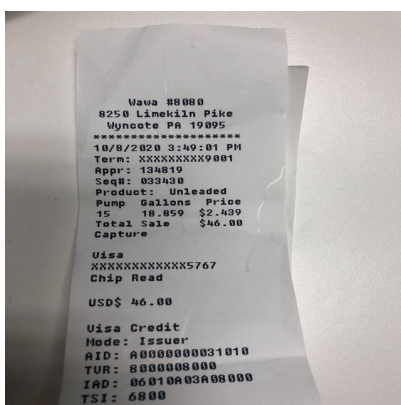 Wawa #8080
8250 Limekiln Pike
Wyncote PA 19095
********************
10/8/2020 3:49:01 PM
Term: XXXXXXXXX9001
Appr: 134819
Seq#: 033430
Product: Unleaded
Pump Gallons Price
15 18.859 $2.439
Total Sale $46.00
Capture
Visa
XXXXXXXXXXXX5767
Chip Read
USD$ 46.00
Visa Credit
Mode: Issuer
AID: A0000000031010
TVR: 8000008000
IAD: 06010A03A08000
TSI: 6800